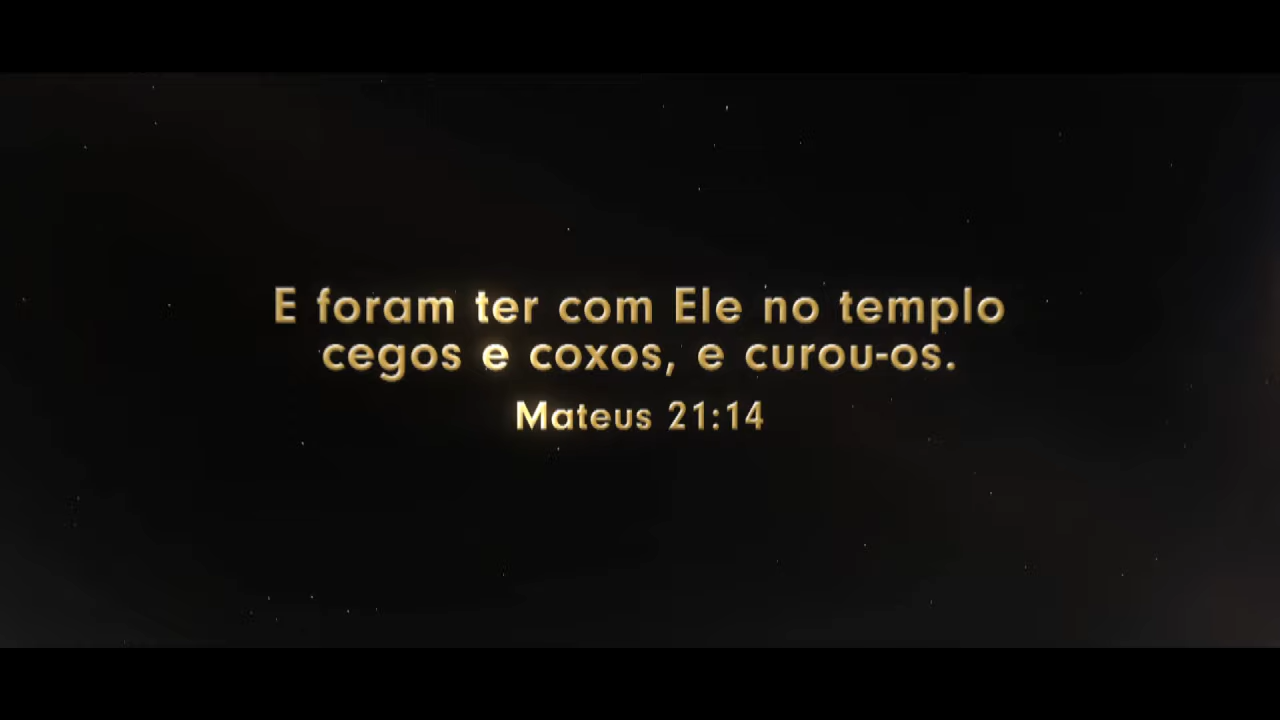 E foram ter com Ele no templo
cegos e coxos, e curou-os.
Mateus 21:14